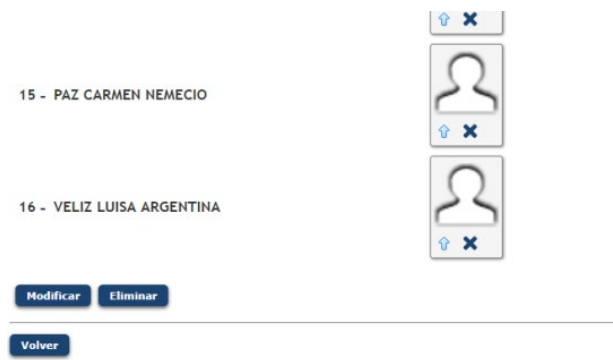 15 - PAZ CARMEN NEMECIO
16 - VELIZ LUISA ARGENTINA
Modificar Eliminar
Volver